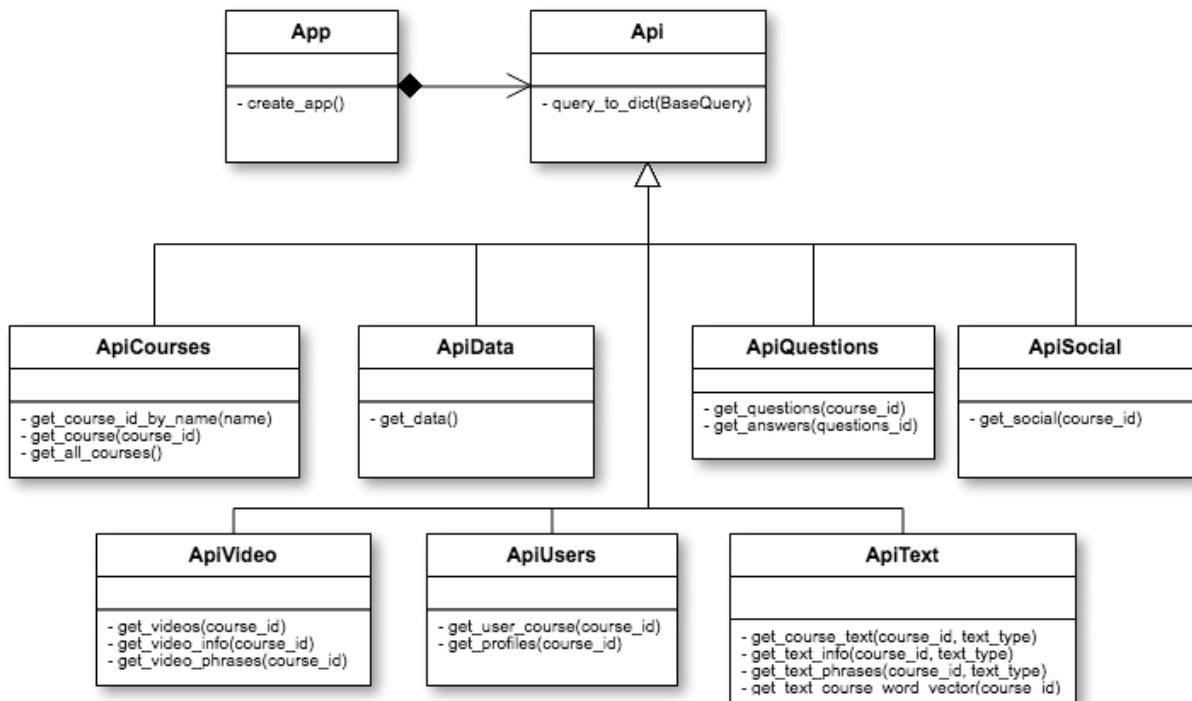 App
- create_app()
Api
- query_to_dict(BaseQuery)
ApiCourses
- get_course_id_by_name(name)
- get_course(course_id)
- get_all_courses()
ApiData
- get_data()
ApiQuestions
- get_questions(course_id)
- get_answers(questions_id)
ApiSocial
- get_social(course_id)
ApiVideo
- get_videos(course_id)
- get_video_info(course_id)
- get_video_phrases(course_id)
ApiUsers
- get_user_course(course_id)
- get_profiles(course_id)
ApiText
- get_course_text(course_id, text_type)
- get_text_info(course_id, text_type)
- get_text_phrases(course_id, text_type)
- get_text_course_word_vector(course_id)